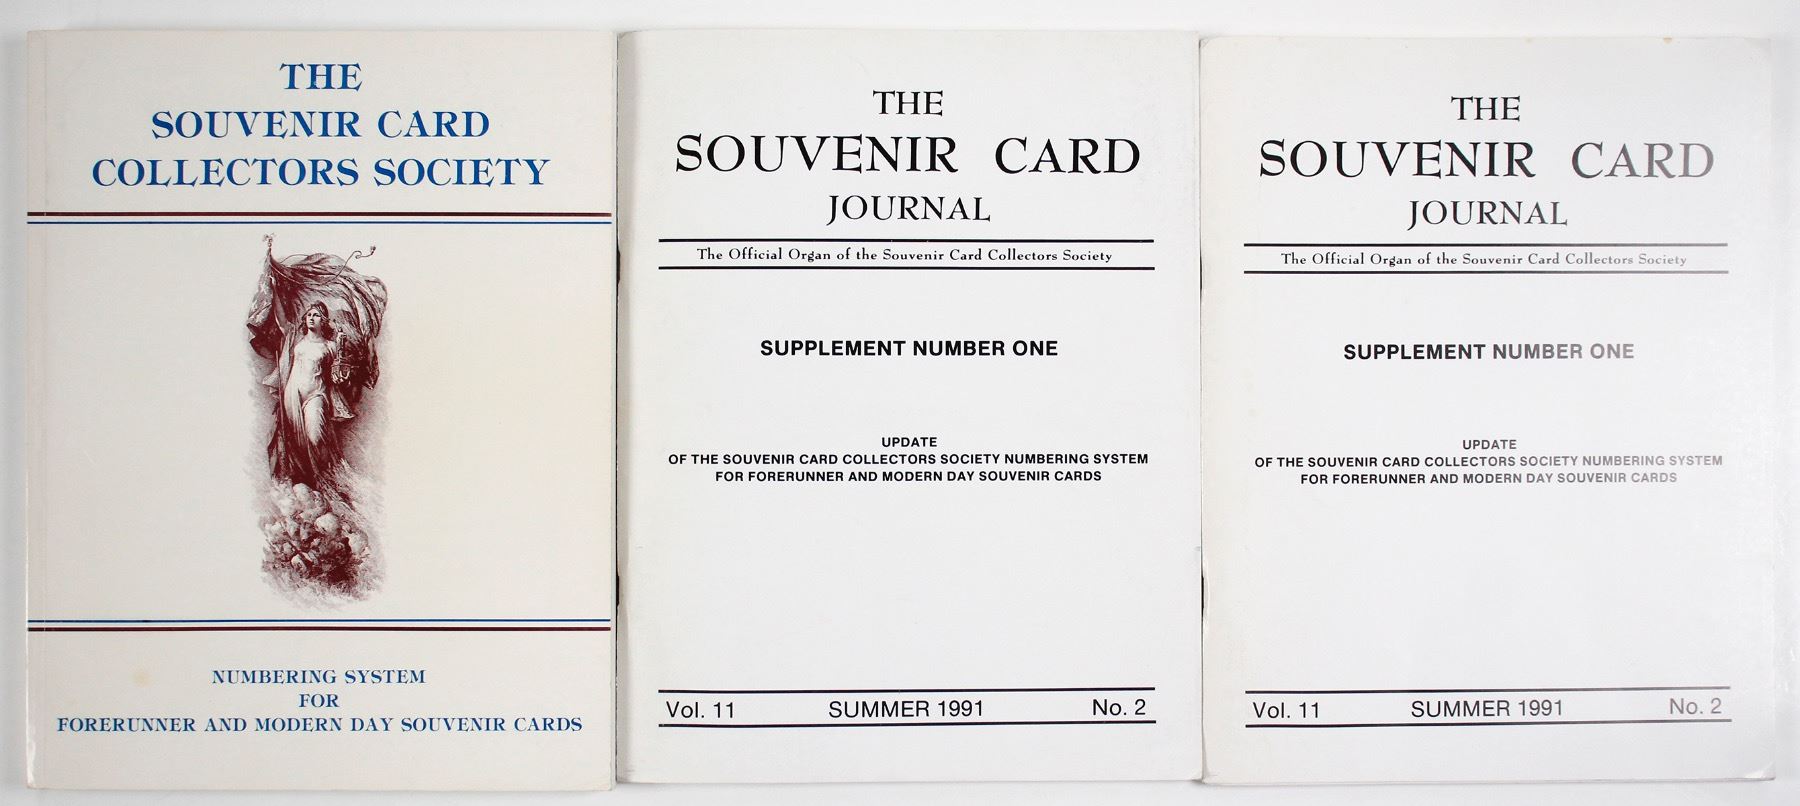 THE
SOUVENIR CARD
COLLECTORS SOCIETY
NUMBERING SYSTEM
FOR
FORERUNNER AND MODERN DAY SOUVENIR CARDS
THE
SOUVENIR CARD
JOURNAL
The Official Organ of the Souvenir Card Collectors Society
SUPPLEMENT NUMBER ONE
UPDATE
OF THE SOUVENIR CARD COLLECTORS SOCIETY NUMBERING SYSTEM
FOR FORERUNNER AND MODERN DAY SOUVENIR CARDS
Vol. 11 SUMMER 1991 No. 2
THE
SOUVENIR CARD
JOURNAL
The Official Organ of the Souvenir Card Collectors Society
SUPPLEMENT NUMBER ONE
UPDATE
OF THE SOUVENIR CARD COLLECTORS SOCIETY NUMBERING SYSTEM
FOR FORERUNNER AND MODERN DAY SOUVENIR CARDS
Vol. 11 SUMMER 1991 No. 2